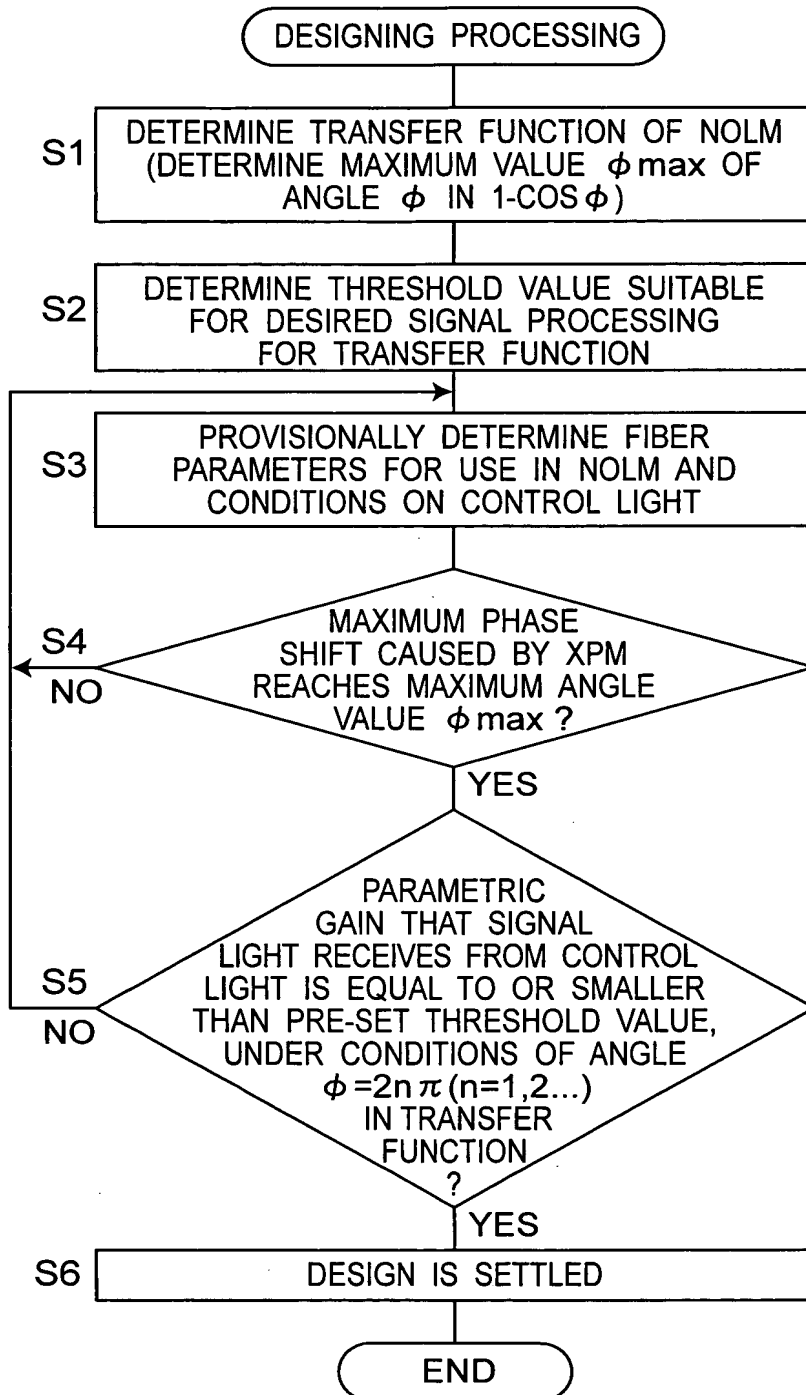 DESIGNING PROCESSING
S1
DETERMINE TRANSFER FUNCTION OF NOLM
(DETERMINE MAXIMUM VALUE ϕmax OF
ANGLE ϕ IN 1-COSϕ)
S2
DETERMINE THRESHOLD VALUE SUITABLE
FOR DESIRED SIGNAL PROCESSING
FOR TRANSFER FUNCTION
S3
PROVISIONALLY DETERMINE FIBER
PARAMETERS FOR USE IN NOLM AND
CONDITIONS ON CONTROL LIGHT
S4
NO
MAXIMUM PHASE
SHIFT CAUSED BY XPM
REACHES MAXIMUM ANGLE
VALUE ϕmax ?
YES
S5
NO
PARAMETRIC
GAIN THAT SIGNAL
LIGHT RECEIVES FROM CONTROL
LIGHT IS EQUAL TO OR SMALLER
THAN PRE-SET THRESHOLD VALUE,
UNDER CONDITIONS OF ANGLE
ϕ=2nπ(n=1,2...)
IN TRANSFER
FUNCTION
?
YES
S6
DESIGN IS SETTLED
END